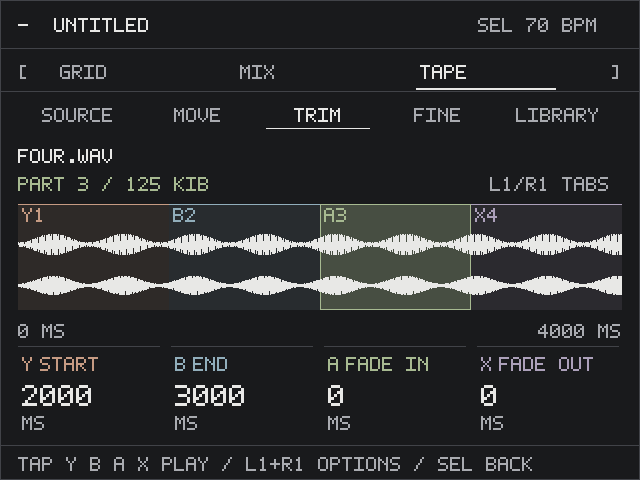 – UNTITLED SEL 70 BPM
[ GRID MIX TAPE ]
SOURCE MOVE TRIM FINE LIBRARY
FOUR.WAV
PART 3 / 125 KIB L1/R1 TABS
Y1 B2 A3 X4
0 MS 4000 MS
Y START B END A FADE IN X FADE OUT
2000 3000 0 0
MS MS MS MS
TAP Y B A X PLAY / L1+R1 OPTIONS / SEL BACK